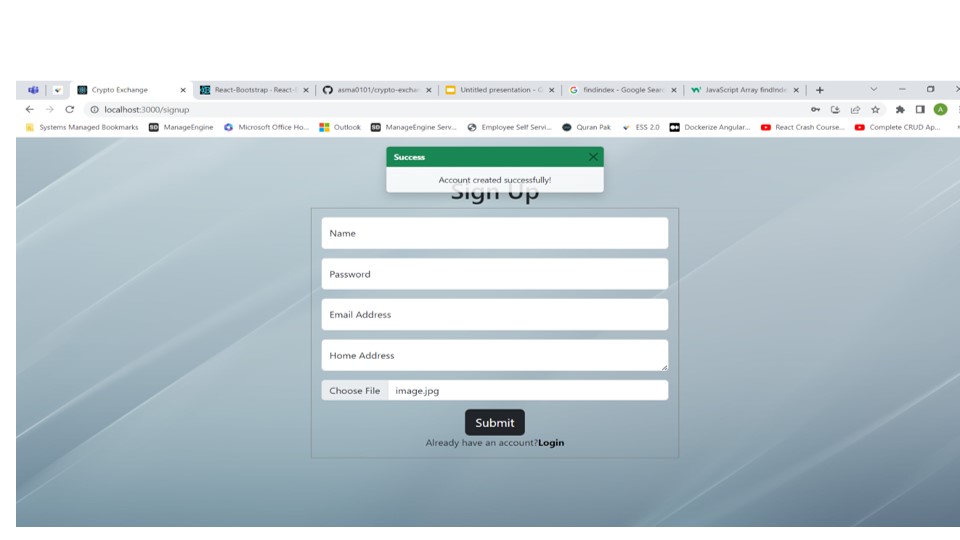 Crypto Exchange
React-Bootstrap · React-
asma0101/crypto-exchan
Untitled presentation - G
findindex - Google Searc
JavaScript Array findIndex
localhost:3000/signup
Systems Managed Bookmarks
ManageEngine
Microsoft Office Ho...
Outlook
ManageEngine Serv...
Employee Self Servi...
Quran Pak
ESS 2.0
Dockerize Angular...
React Crash Course...
Complete CRUD Ap...
A
Success
Account created successfully!
Sign Up
Name
Password
Email Address
Home Address
Choose File image.jpg
Submit
Already have an account?Login